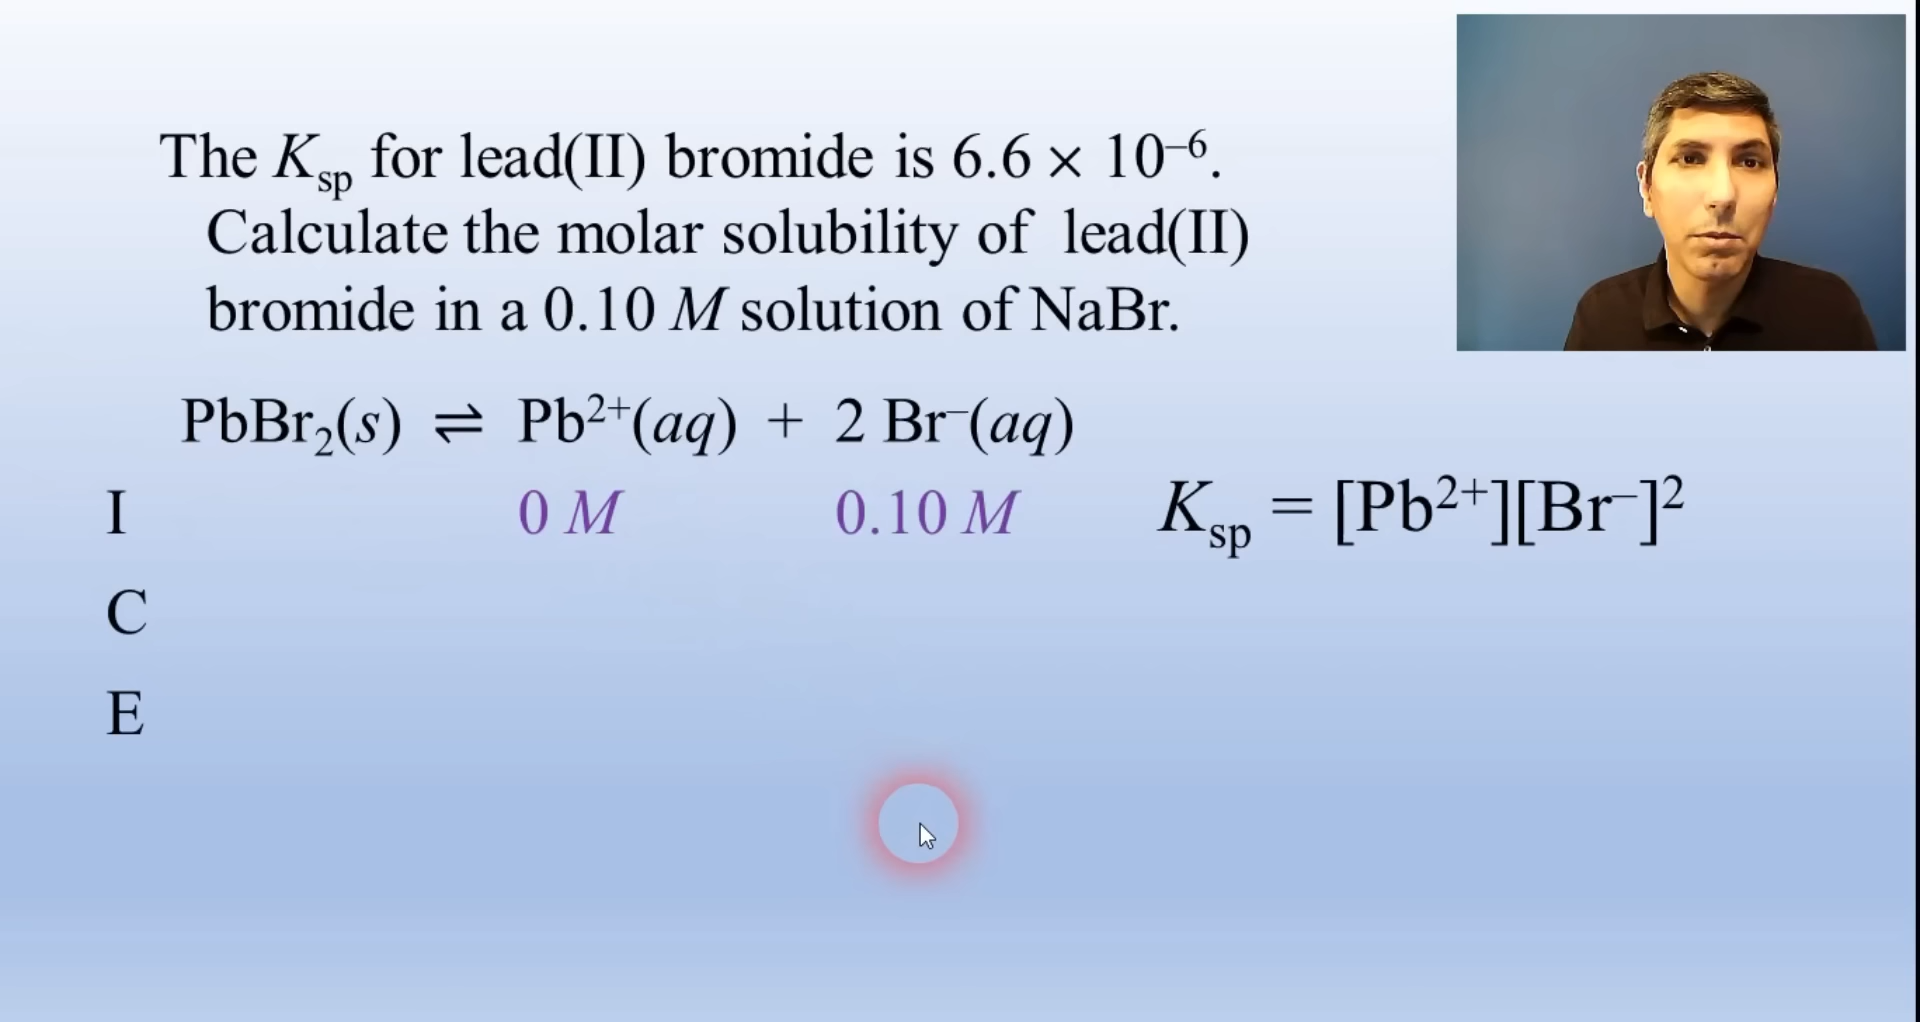 The Kₛₚ for lead(II) bromide is 6.6 × 10⁻⁶.
Calculate the molar solubility of lead(II)
bromide in a 0.10 M solution of NaBr.
PbBr₂(s) ⇌ Pb²⁺(aq) + 2 Br⁻(aq)
I 0 M 0.10 M
Kₛₚ = [Pb²⁺][Br⁻]²
C
E